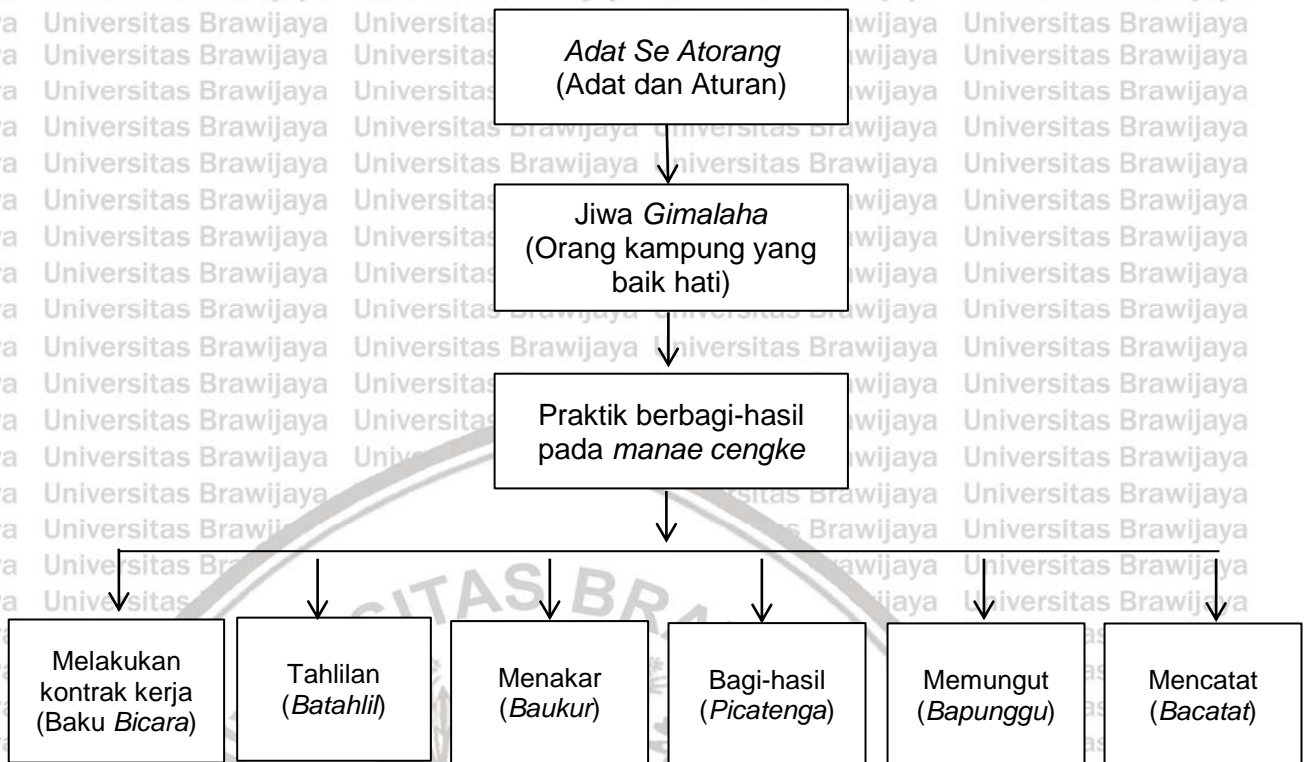 Adat Se Atorang
(Adat dan Aturan)
Jiwa Gimalaha
(Orang kampung yang
baik hati)
Praktik berbagi-hasil
pada manae cengke
Melakukan
kontrak kerja
(Baku Bicara)
Tahlilan
(Batahlil)
Menakar
(Baukur)
Bagi-hasil
(Picatenga)
Memungut
(Bapunggu)
Mencatat
(Bacatat)